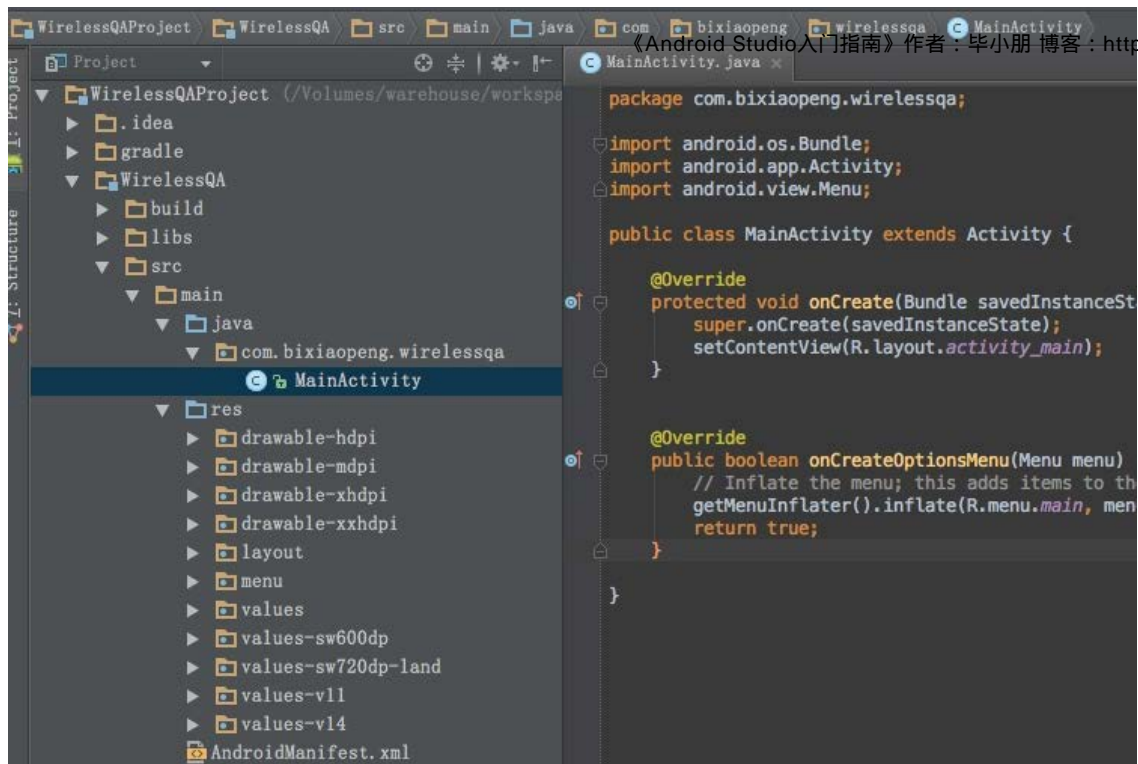 WirelessQAProject WirelessQA src main java com bixiaopeng wirelessqa MainActivity
《Android Studio入门指南》作者：毕小朋 博客：http
Project
MainActivity.java
1: Project
7: Structure
WirelessQAProject (/Volumes/warehouse/workspa
.idea
gradle
WirelessQA
build
libs
src
main
java
com.bixiaopeng.wirelessqa
MainActivity
res
drawable-hdpi
drawable-mdpi
drawable-xhdpi
drawable-xxhdpi
layout
menu
values
values-sw600dp
values-sw720dp-land
values-v11
values-v14
AndroidManifest.xml
package com.bixiaopeng.wirelessqa;
import android.os.Bundle;
import android.app.Activity;
import android.view.Menu;
public class MainActivity extends Activity {
@Override
protected void onCreate(Bundle savedInstanceSt
super.onCreate(savedInstanceState);
setContentView(R.layout.activity_main);
}
@Override
public boolean onCreateOptionsMenu(Menu menu)
// Inflate the menu; this adds items to th
getMenuInflater().inflate(R.menu.main, men
return true;
}
}